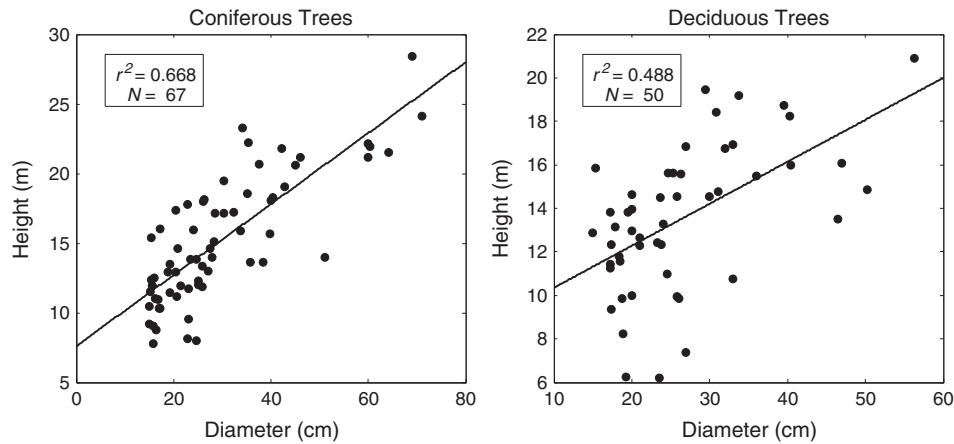 Coniferous Trees
30
25
20
15
10
5
r² = 0.668
N = 67
Height (m)
0 20 40 60 80
Diameter (cm)
Deciduous Trees
22
20
18
16
14
12
10
8
6
r² = 0.488
N = 50
Height (m)
10 20 30 40 50 60
Diameter (cm)